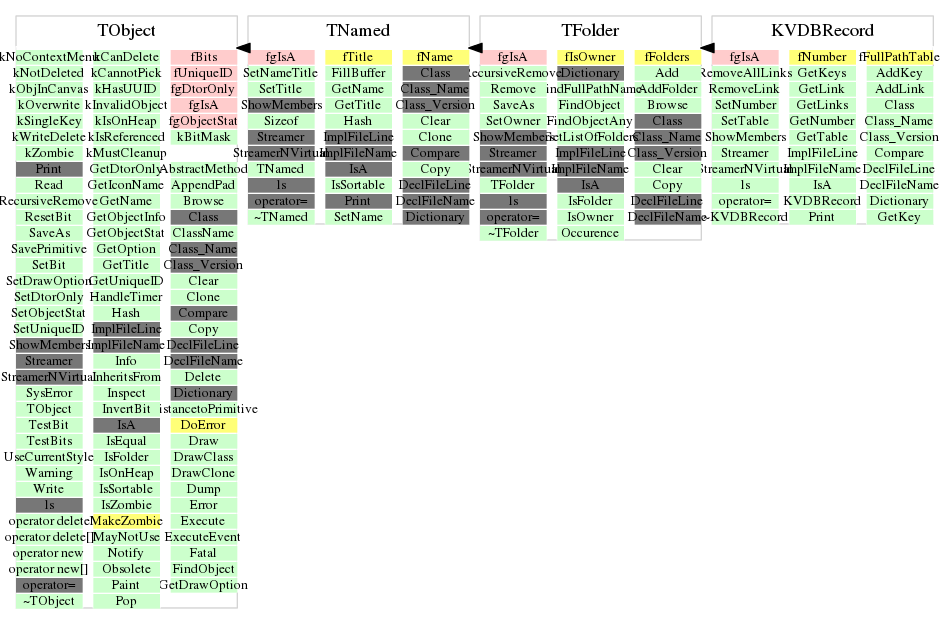 TObject
kNoContextMenu kCanDelete fBits
kNotDeleted kCannotPick fUniqueID
kObjInCanvas kHasUUID fgDtorOnly
kOverwrite kInvalidObject fgIsA
kSingleKey kIsOnHeap fgObjectStat
kWriteDelete kIsReferenced kBitMask
kZombie kMustCleanup
Print GetDtorOnly AbstractMethod
Read GetIconName AppendPad
RecursiveRemove GetName Browse
ResetBit GetObjectInfo Class
SaveAs GetObjectStat ClassName
SavePrimitive GetOption Class_Name
SetBit GetTitle Class_Version
SetDrawOption GetUniqueID Clear
SetDtorOnly HandleTimer Clone
SetObjectStat Hash Compare
SetUniqueID ImplFileLine Copy
ShowMembers ImplFileName DeclFileLine
Streamer Info DeclFileName
StreamerNVirtual InheritsFrom Delete
SysError Inspect Dictionary
TObject InvertBit istancetoPrimitive
TestBit IsA DoError
TestBits IsEqual Draw
UseCurrentStyle IsFolder DrawClass
Warning IsOnHeap DrawClone
Write IsSortable Dump
ls IsZombie Error
operator delete MakeZombie Execute
operator delete[] MayNotUse ExecuteEvent
operator new Notify Fatal
operator new[] Obsolete FindObject
operator= Paint GetDrawOption
~TObject Pop
TNamed
fgIsA fTitle fName
SetNameTitle FillBuffer Class
SetTitle GetName Class_Name
ShowMembers GetTitle Class_Version
Sizeof Hash Clear
Streamer ImplFileLine Clone
StreamerNVirtual ImplFileName Compare
TNamed IsA Copy
ls IsSortable DeclFileLine
operator= Print DeclFileName
~TNamed SetName Dictionary
TFolder
fgIsA fIsOwner fFolders
RecursiveRemove Dictionary Add
Remove indFullPathName AddFolder
SaveAs FindObject Browse
SetOwner FindObjectAny Class
ShowMembers GetListOfFolders Class_Name
Streamer ImplFileLine Class_Version
StreamerNVirtual ImplFileName Clear
TFolder IsA Copy
ls IsFolder DeclFileLine
operator= IsOwner DeclFileName
~TFolder Occurence
KVDBRecord
fgIsA fNumber fFullPathTable
RemoveAllLinks GetKeys AddKey
RemoveLink GetLink AddLink
SetNumber GetLinks Class
SetTable GetNumber Class_Name
ShowMembers GetTable Class_Version
Streamer ImplFileLine Compare
StreamerNVirtual ImplFileName DeclFileLine
ls IsA DeclFileName
operator= KVDBRecord Dictionary
~KVDBRecord Print GetKey